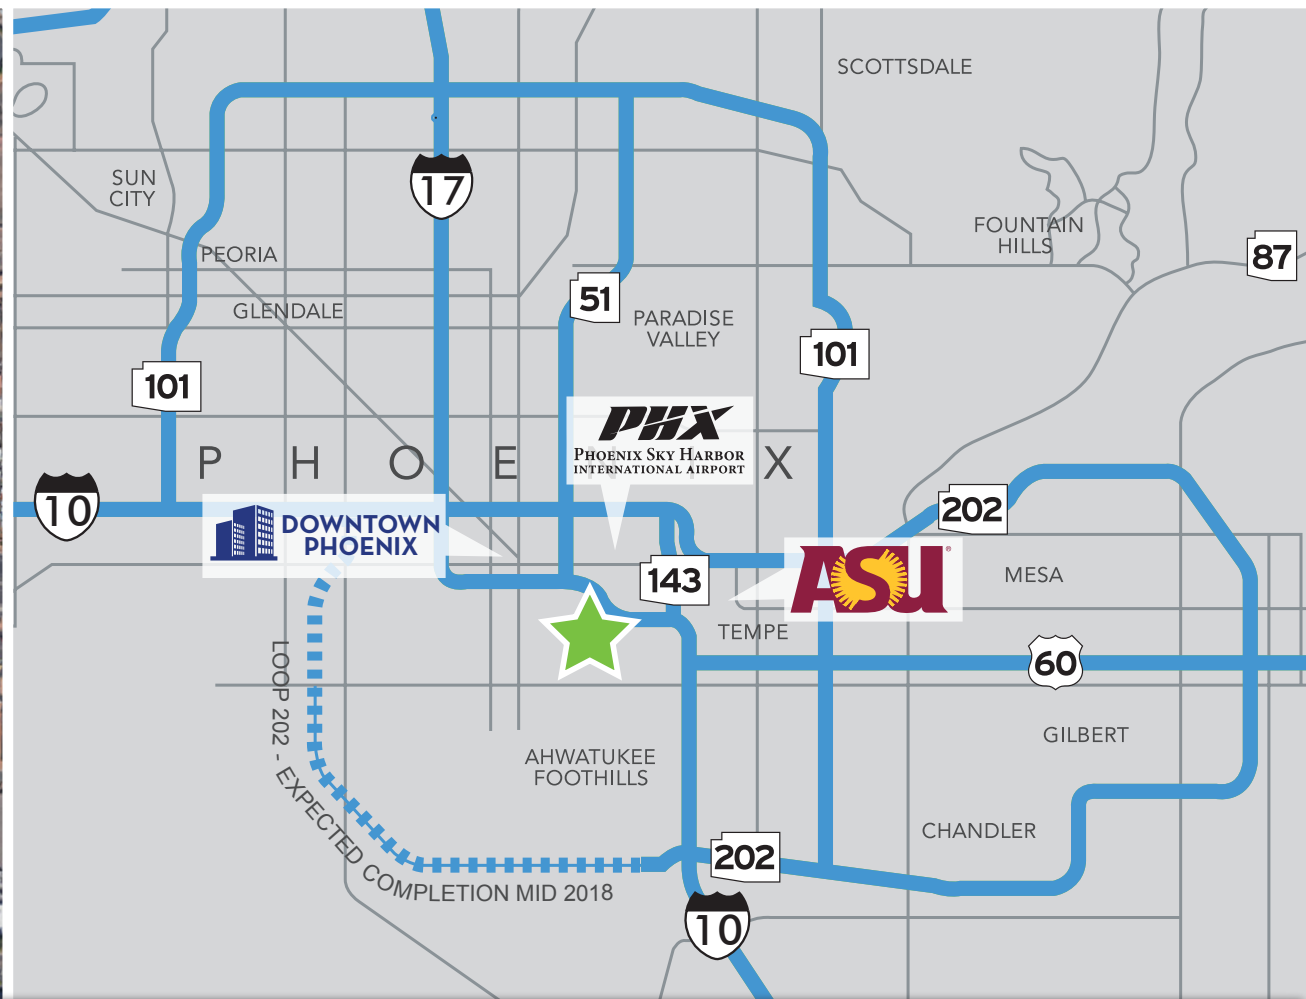 SCOTTSDALE
17
SUN
CITY
FOUNTAIN
HILLS
PEORIA
87
51
GLENDALE
PARADISE
VALLEY
101
101
PHX
PHOENIX SKY HARBOR
INTERNATIONAL AIRPORT
P H O E N I X
10
202
DOWNTOWN
PHOENIX
143
ASU
MESA
TEMPE
60
LOOP 202 - EXPECTED COMPLETION MID 2018
GILBERT
AHWATUKEE
FOOTHILLS
CHANDLER
202
10